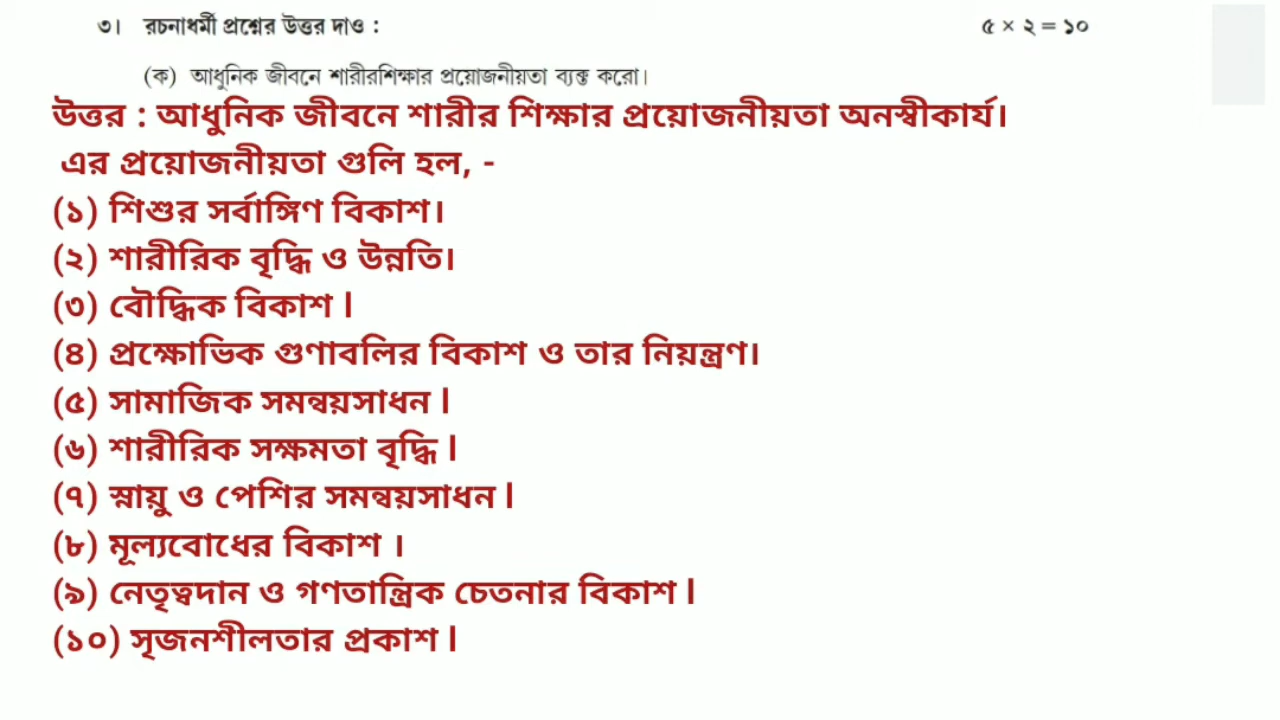 ৩। রচনাধর্মী প্রশ্নের উত্তর দাও : ৫ × ২ = ১০
(ক) আধুনিক জীবনে শারীরশিক্ষার প্রয়োজনীয়তা ব্যক্ত করো।
উত্তর : আধুনিক জীবনে শারীর শিক্ষার প্রয়োজনীয়তা অনস্বীকার্য।
এর প্রয়োজনীয়তা গুলি হল, -
(১) শিশুর সর্বাঙ্গিণ বিকাশ।
(২) শারীরিক বৃদ্ধি ও উন্নতি।
(৩) বৌদ্ধিক বিকাশ l
(৪) প্রক্ষোভিক গুণাবলির বিকাশ ও তার নিয়ন্ত্রণ।
(৫) সামাজিক সমন্বয়সাধন l
(৬) শারীরিক সক্ষমতা বৃদ্ধি l
(৭) স্নায়ু ও পেশির সমন্বয়সাধন l
(৮) মূল্যবোধের বিকাশ ।
(৯) নেতৃত্বদান ও গণতান্ত্রিক চেতনার বিকাশ l
(১০) সৃজনশীলতার প্রকাশ l